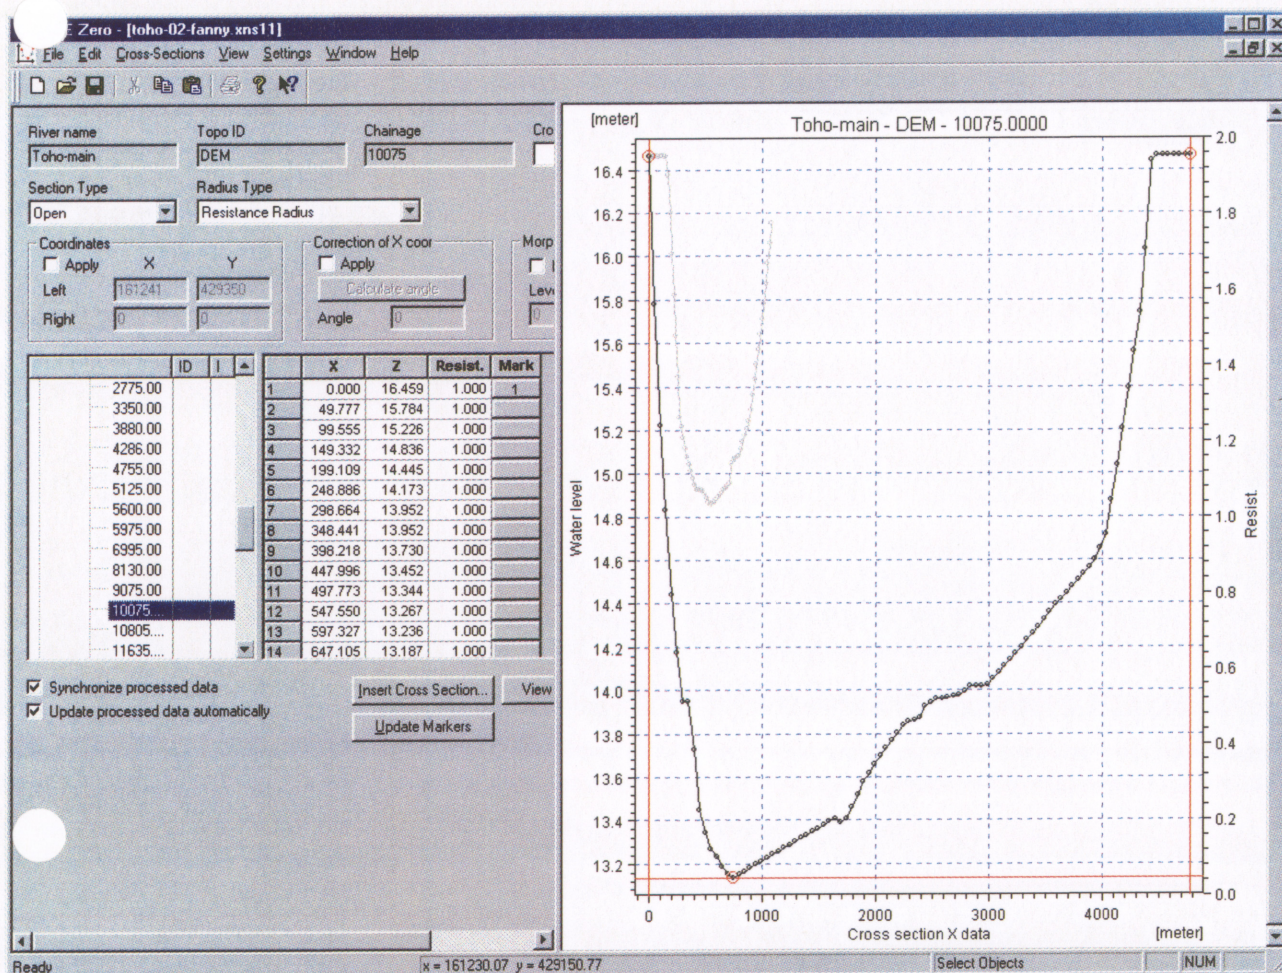 E Zero - [toho-02-fanny.xns11]
File Edit Cross-Sections View Settings Window Help
River name Topo ID Chainage Cro
Toho-main DEM 10075
Section Type Radius Type
Open Resistance Radius
Coordinates Correction of X coor Morp
Apply X Y Apply
Left 161241 429350 Calculate angle Leve
Right 0 0 Angle 0 0
ID I
2775.00
3350.00
3880.00
4286.00
4755.00
5125.00
5600.00
5975.00
6995.00
8130.00
9075.00
10075....
10805....
11635....
X Z Resist. Mark
1 0.000 16.459 1.000 1
2 49.777 15.784 1.000
3 99.555 15.226 1.000
4 149.332 14.836 1.000
5 199.109 14.445 1.000
6 248.886 14.173 1.000
7 298.664 13.952 1.000
8 348.441 13.952 1.000
9 398.218 13.730 1.000
10 447.996 13.452 1.000
11 497.773 13.344 1.000
12 547.550 13.267 1.000
13 597.327 13.236 1.000
14 647.105 13.187 1.000
Synchronize processed data Insert Cross Section... View
Update processed data automatically Update Markers
[meter] Toho-main - DEM - 10075.0000
16.4
16.2
16.0
15.8
15.6
15.4
15.2
15.0
14.8
14.6
14.4
14.2
14.0
13.8
13.6
13.4
13.2
Water level
2.0
1.8
1.6
1.4
1.2
1.0
0.8
0.6
0.4
0.2
0.0
Resist.
0 1000 2000 3000 4000
Cross section X data [meter]
Ready x = 161230.07 y = 429150.77 Select Objects NUM